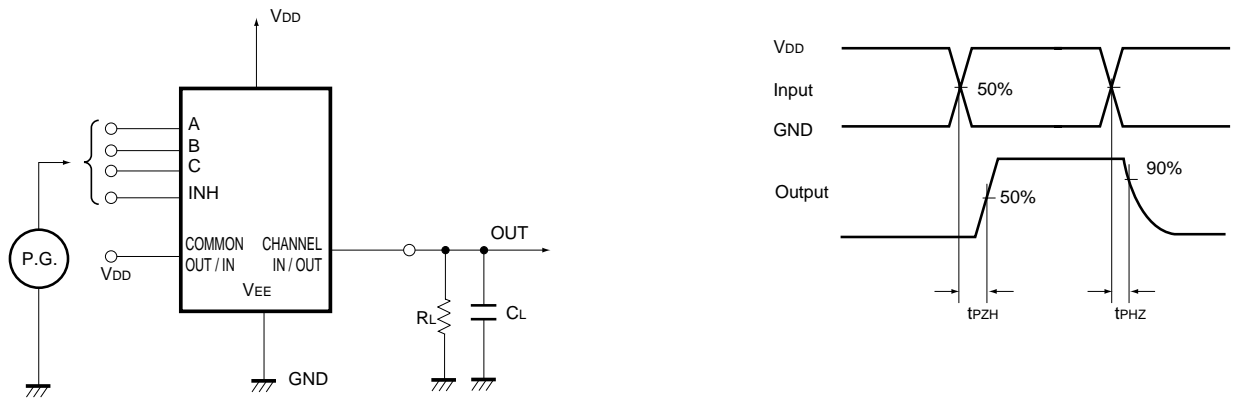 VDD
A
B
C
INH
P.G.
VDD
COMMON
OUT / IN
CHANNEL
IN / OUT
VEE
OUT
RL
CL
GND
VDD
Input
GND
50%
Output
50%
90%
tPZH
tPHZ